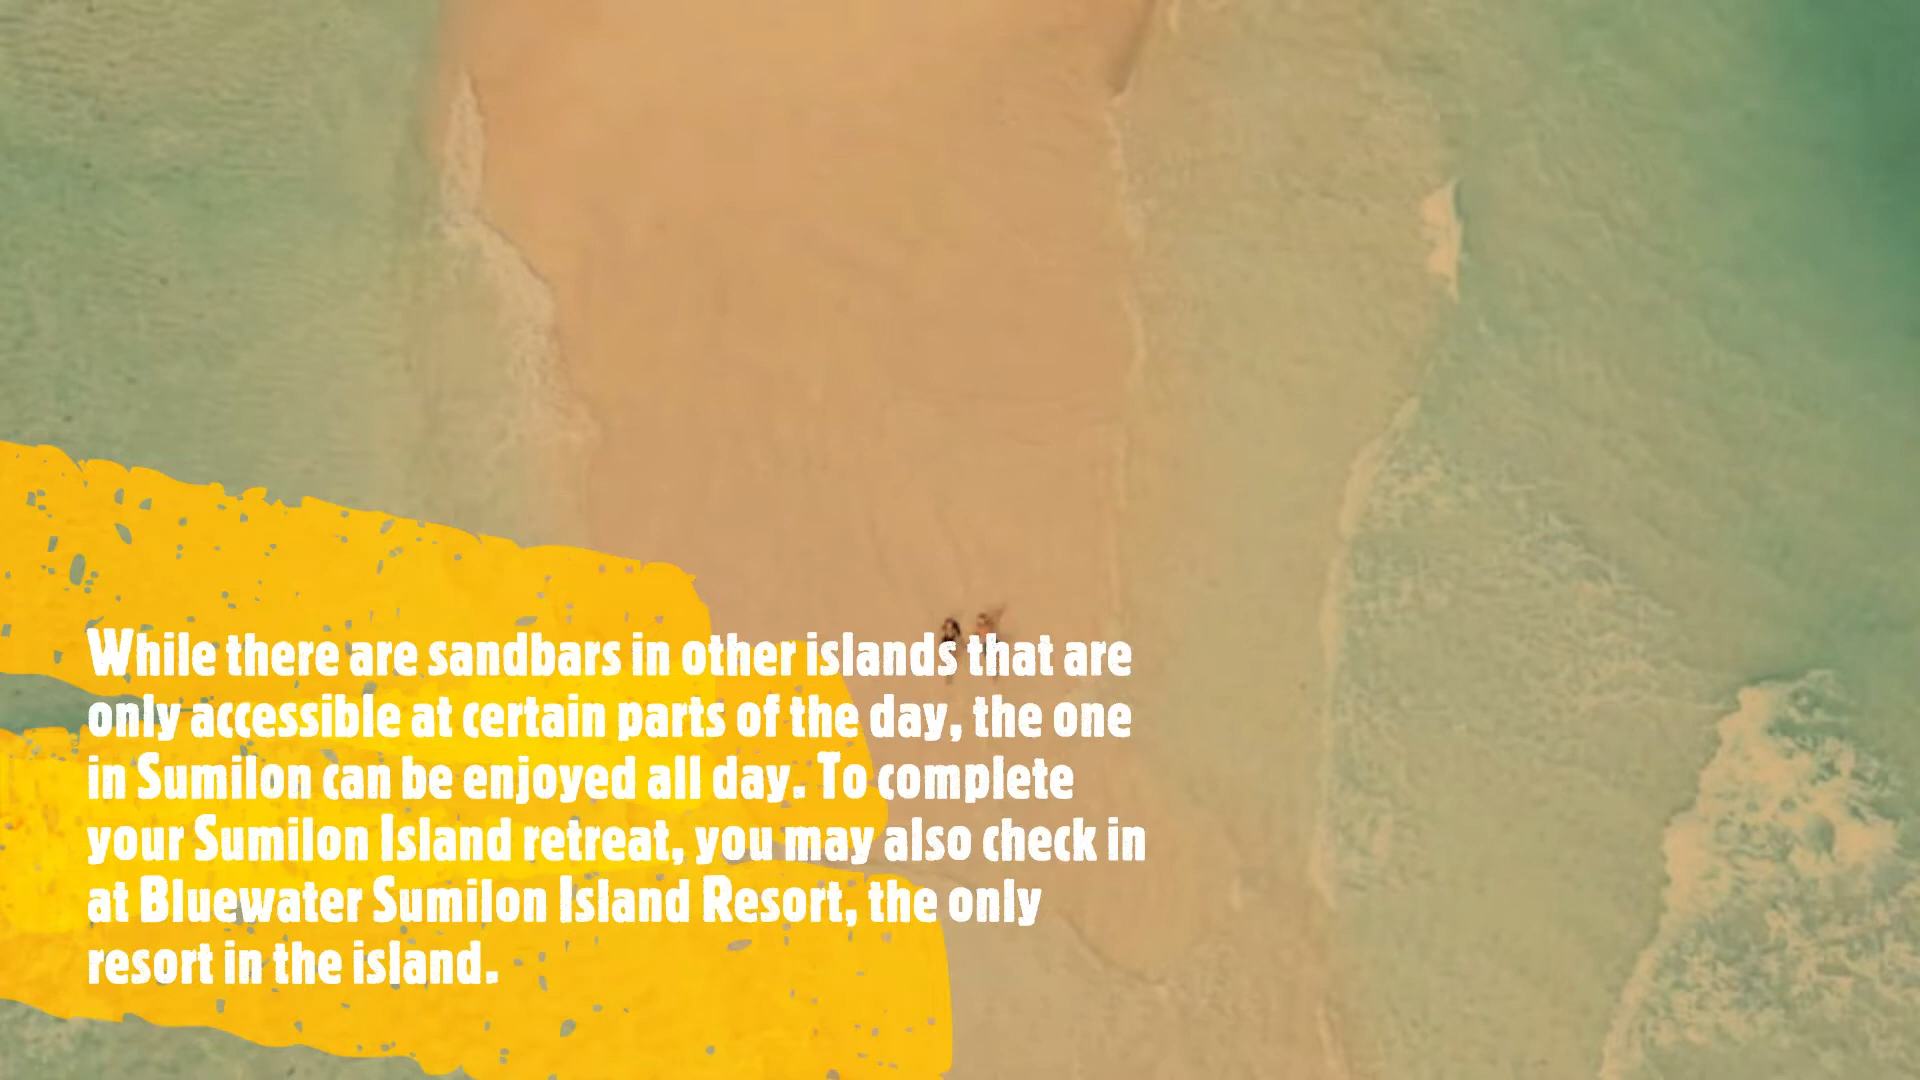 While there are sandbars in other islands that are
only accessible at certain parts of the day, the one
in Sumilon can be enjoyed all day. To complete
your Sumilon Island retreat, you may also check in
at Bluewater Sumilon Island Resort, the only
resort in the island.